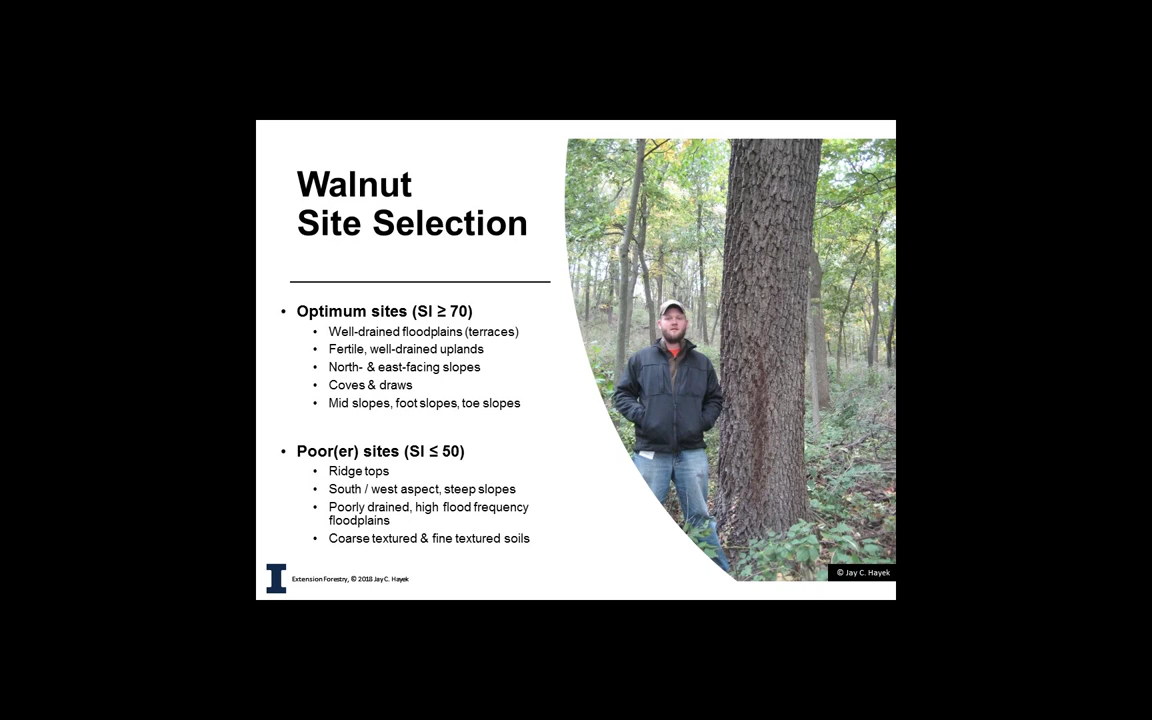 Walnut
Site Selection
• Optimum sites (SI ≥ 70)
• Well-drained floodplains (terraces)
• Fertile, well-drained uplands
• North- & east-facing slopes
• Coves & draws
• Mid slopes, foot slopes, toe slopes
• Poor(er) sites (SI ≤ 50)
• Ridge tops
• South / west aspect, steep slopes
• Poorly drained, high flood frequency
floodplains
• Coarse textured & fine textured soils
I
Extension Forestry, © 2018 Jay C. Hayek
© Jay C. Hayek